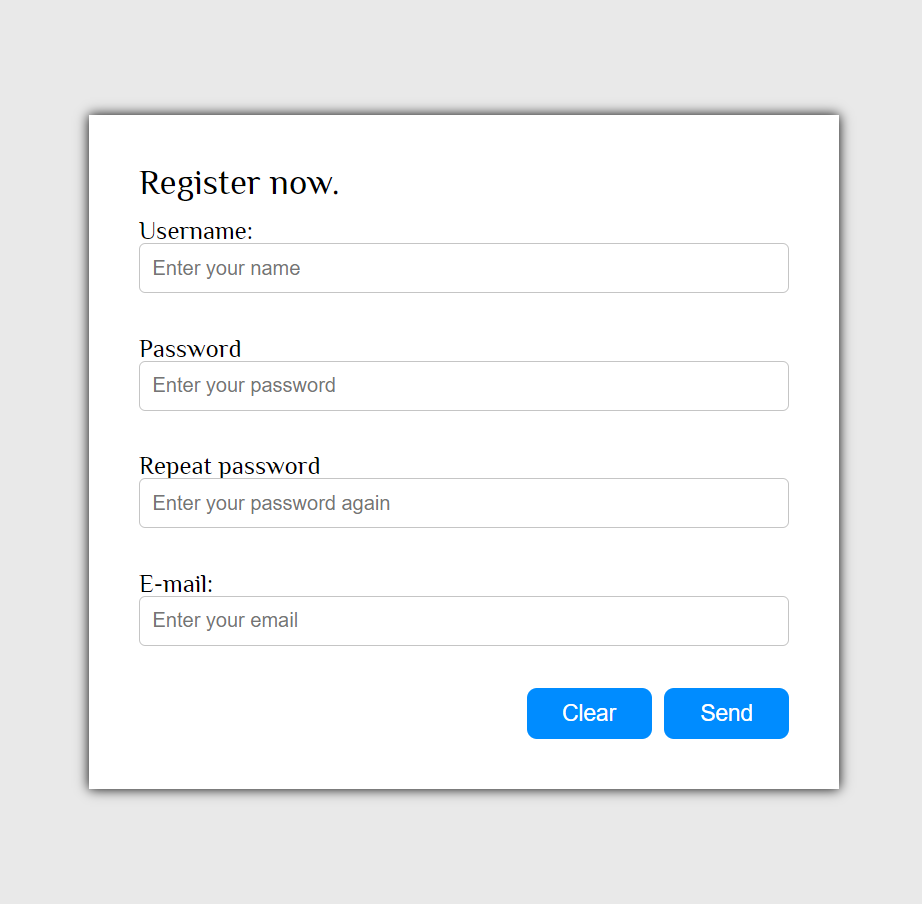 Register now.
Username:
Enter your name
Password
Enter your password
Repeat password
Enter your password again
E-mail:
Enter your email
Clear Send